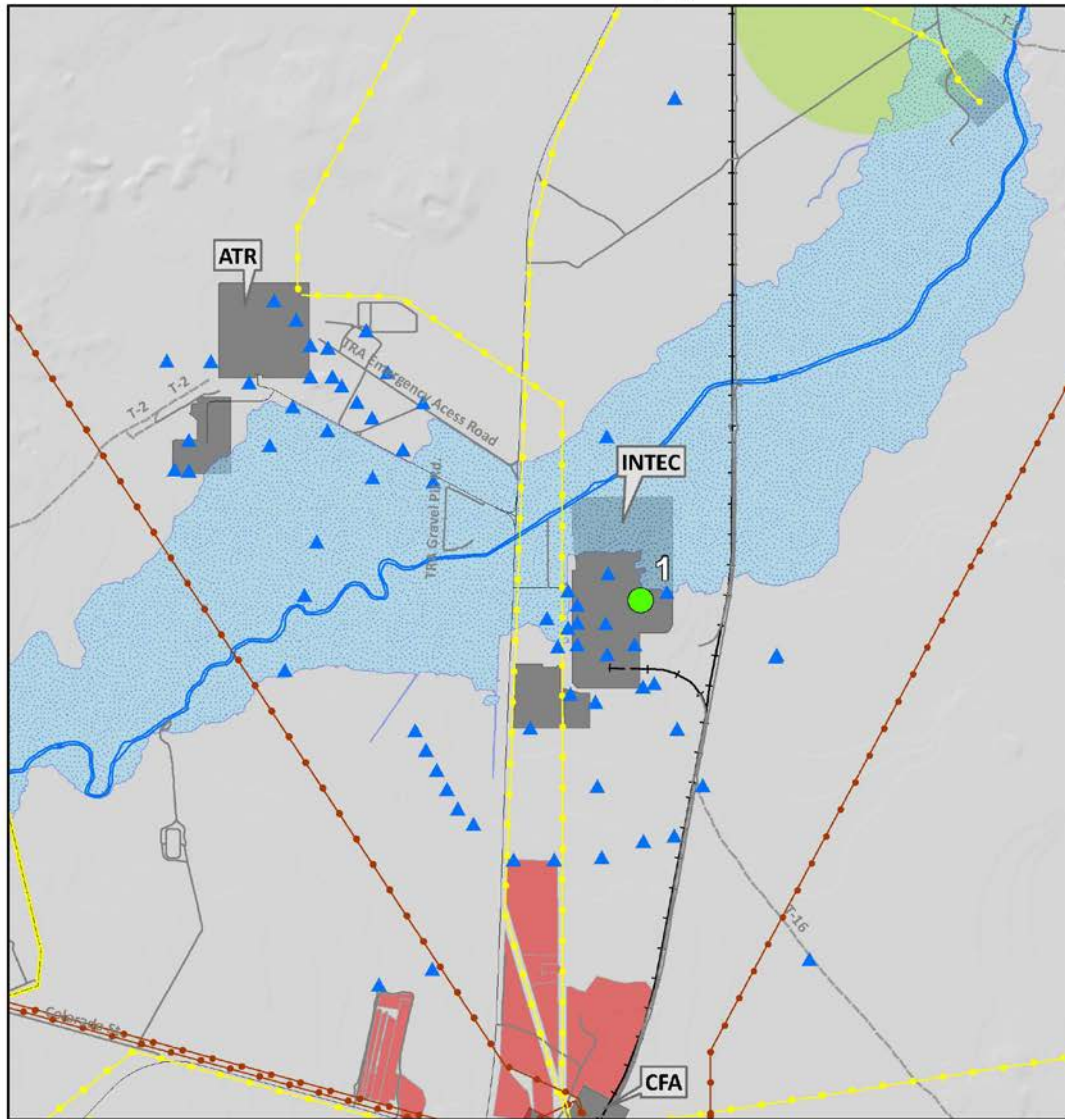 T-
ATR
TRA Emergency Acess Road
T-2
T-2
INTEC
TRA Gravel Pit Rd.
1
T-16
Colorado St
CFA